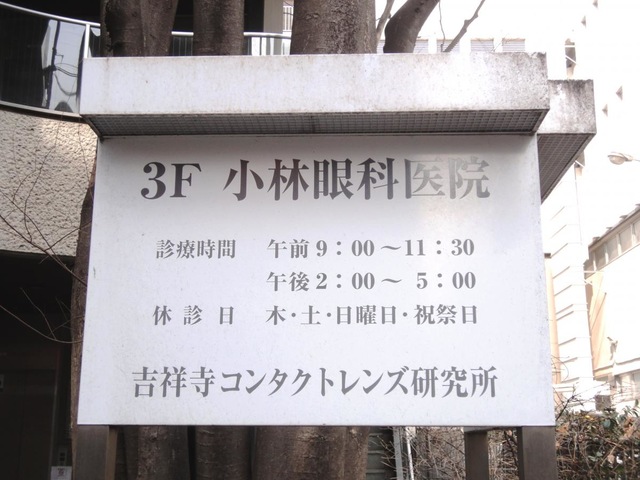 3F 小林眼科医院
診療時間 午前9:00～11:30
午後2:00～ 5:00
休診日 木・土・日曜日・祝祭日
吉祥寺コンタクトレンズ研究所